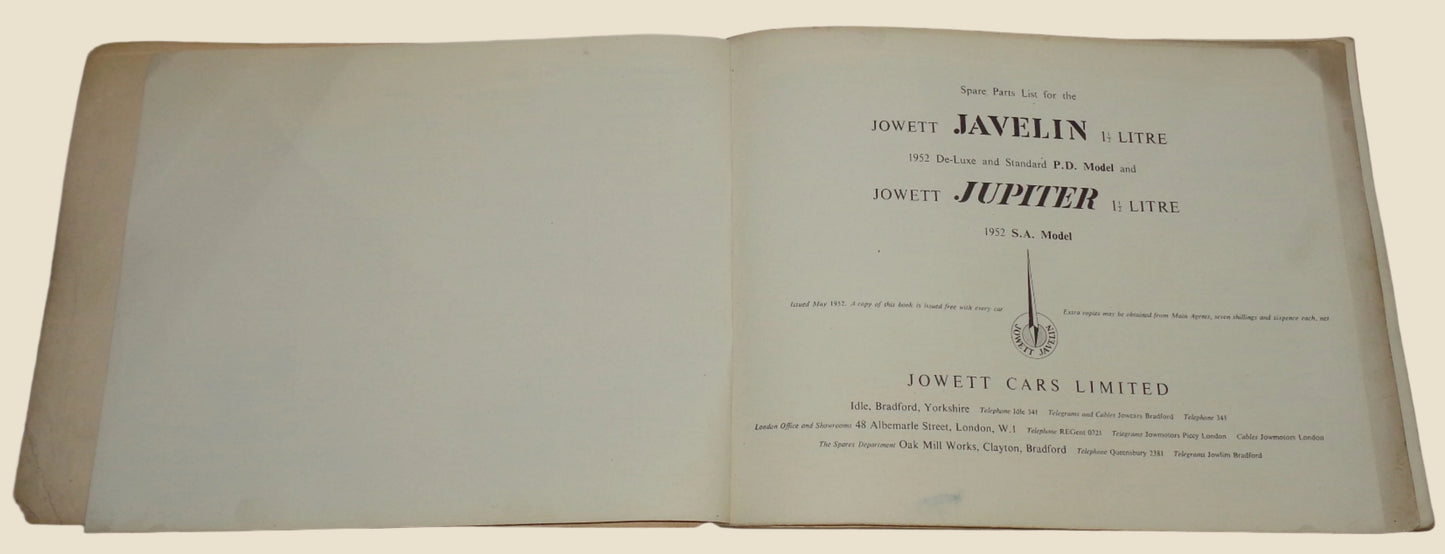 Spare Parts List for the
JOWETT JAVELIN 1½ LITRE
1952 De-Luxe and Standard P.D. Model and
JOWETT JUPITER 1½ LITRE
1952 S.A. Model
Issued May 1952. A copy of this book is issued free with every car
Extra copies may be obtained from Main Agents, seven shillings and sixpence each, net
JOWETT JAVELIN
JOWETT CARS LIMITED
Idle, Bradford, Yorkshire Telephone Idle 341 Telegrams and Cables Jowcars Bradford Telephone 341
London Office and Showrooms 48 Albemarle Street, London, W.1 Telephone REGent 0721 Telegrams Jowmotors Piccy London Cables Jowmotors London
The Spares Department Oak Mill Works, Clayton, Bradford Telephone Queensbury 2381 Telegrams Jowlim Bradford